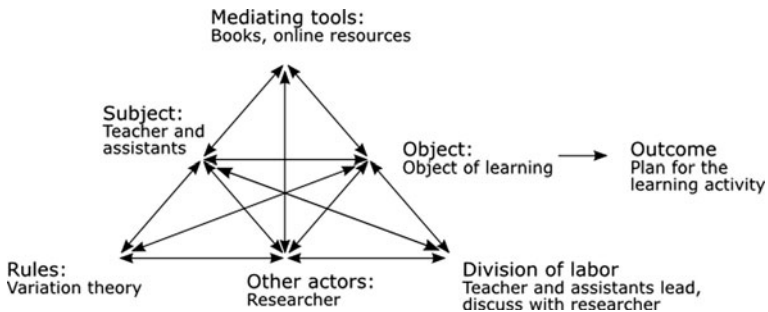 Mediating tools:
Books, online resources
Subject:
Teacher and
assistants
Object:
Object of learning
Outcome
Plan for the
learning activity
Rules:
Variation theory
Other actors:
Researcher
Division of labor
Teacher and assistants lead,
discuss with researcher